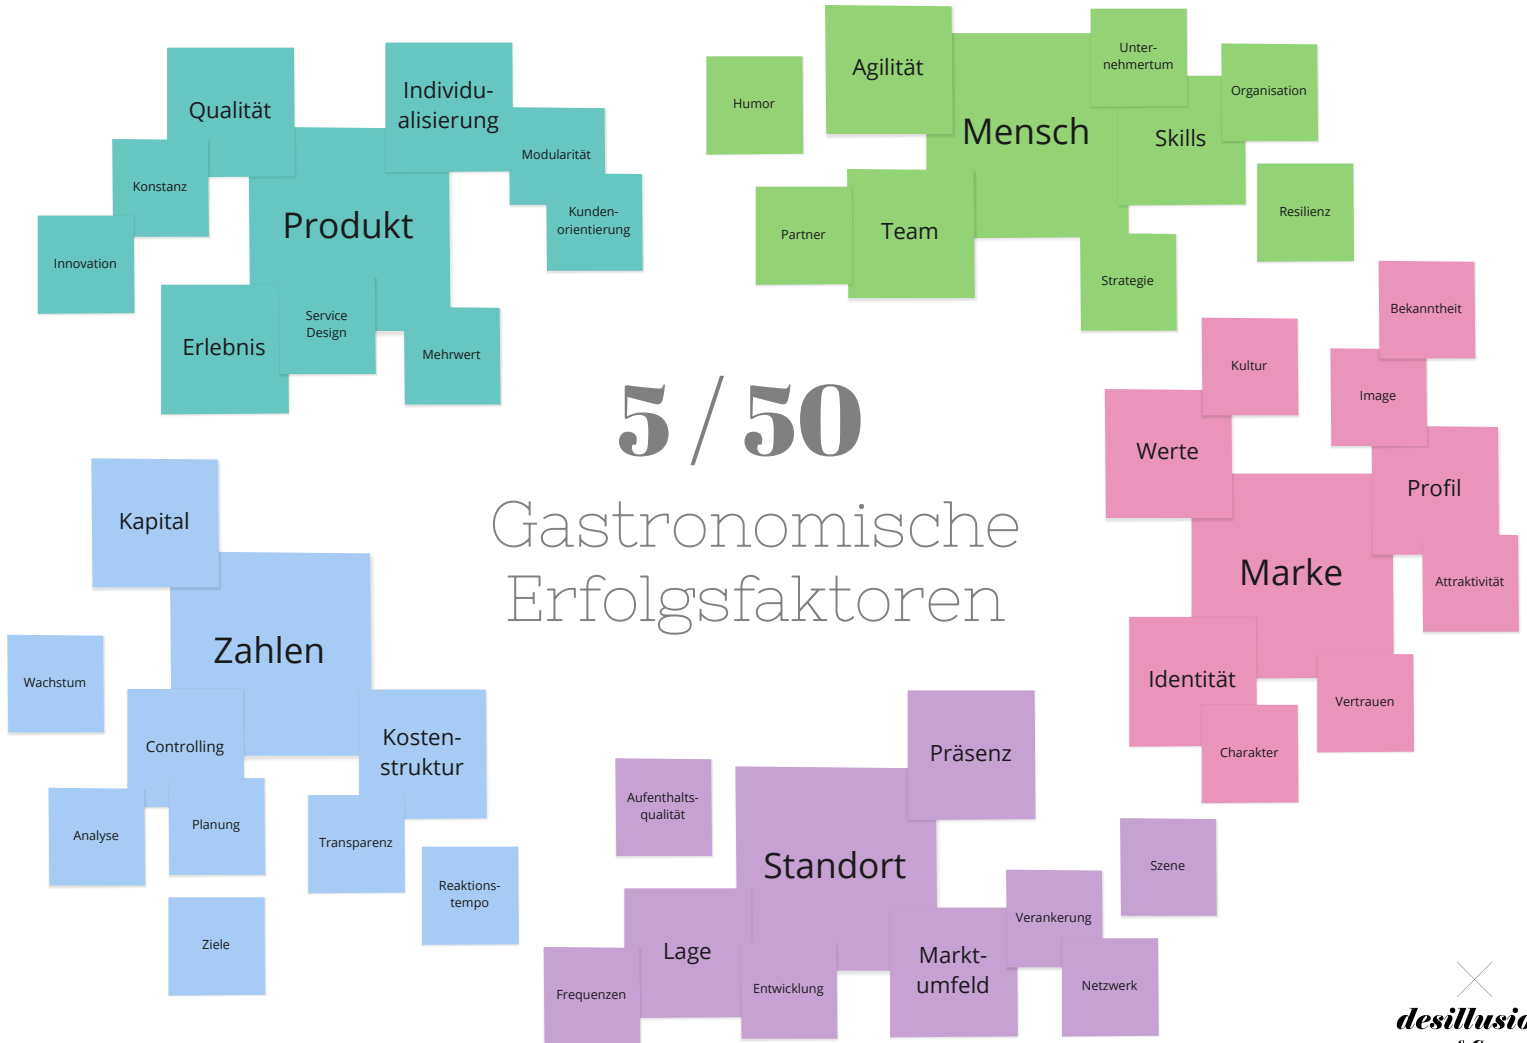 Qualität
Individu-
alisierung
Modularität
Konstanz
Kunden-
orientierung
Produkt
Innovation
Service
Design
Erlebnis
Mehrwert
Humor
Agilität
Mensch
Unter-
nehmertum
Skills
Organisation
Resilienz
Partner
Team
Strategie
Bekanntheit
Kultur
Image
Werte
Profil
Marke
Attraktivität
Identität
Vertrauen
Charakter
5/50
Gastronomische
Erfolgsfaktoren
Kapital
Zahlen
Wachstum
Controlling
Kosten-
struktur
Analyse
Planung
Transparenz
Reaktions-
tempo
Ziele
Präsenz
Aufenthalts-
qualität
Standort
Szene
Verankerung
Lage
Markt-
umfeld
Frequenzen
Entwicklung
Netzwerk